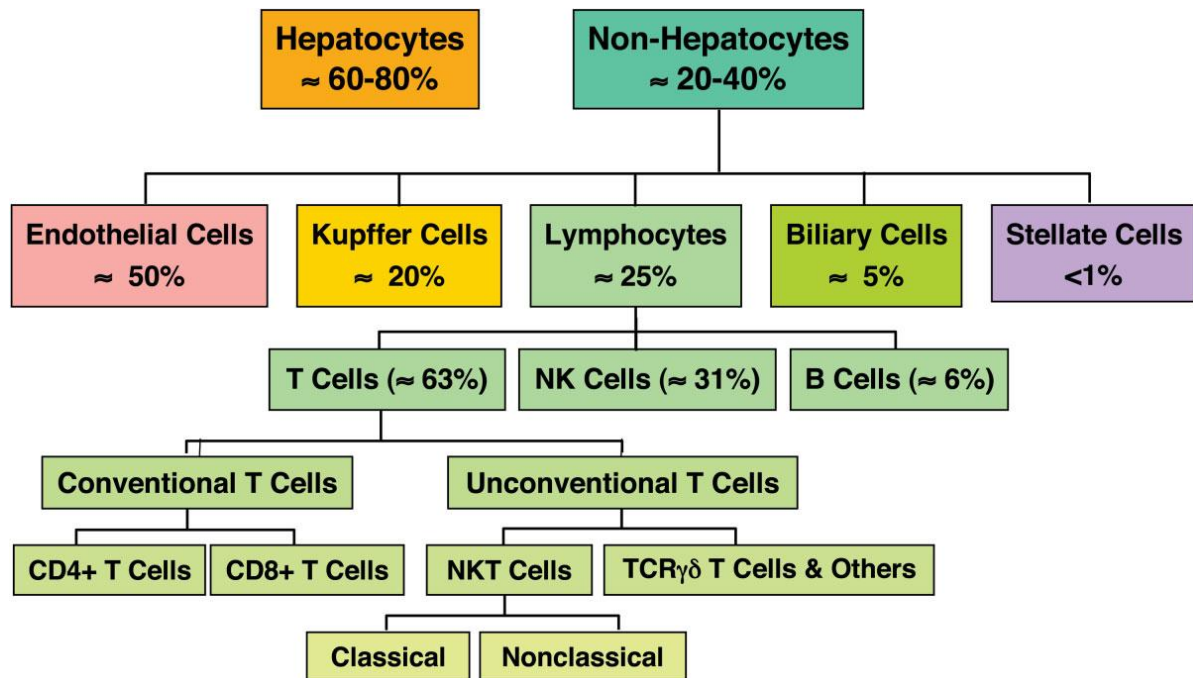 Hepatocytes
≈ 60-80%
Non-Hepatocytes
≈ 20-40%
Endothelial Cells
≈ 50%
Kupffer Cells
≈ 20%
Lymphocytes
≈ 25%
Biliary Cells
≈ 5%
Stellate Cells
<1%
T Cells (≈ 63%)
NK Cells (≈ 31%)
B Cells (≈ 6%)
Conventional T Cells
Unconventional T Cells
CD4+ T Cells
CD8+ T Cells
NKT Cells
TCRγδ T Cells & Others
Classical
Nonclassical